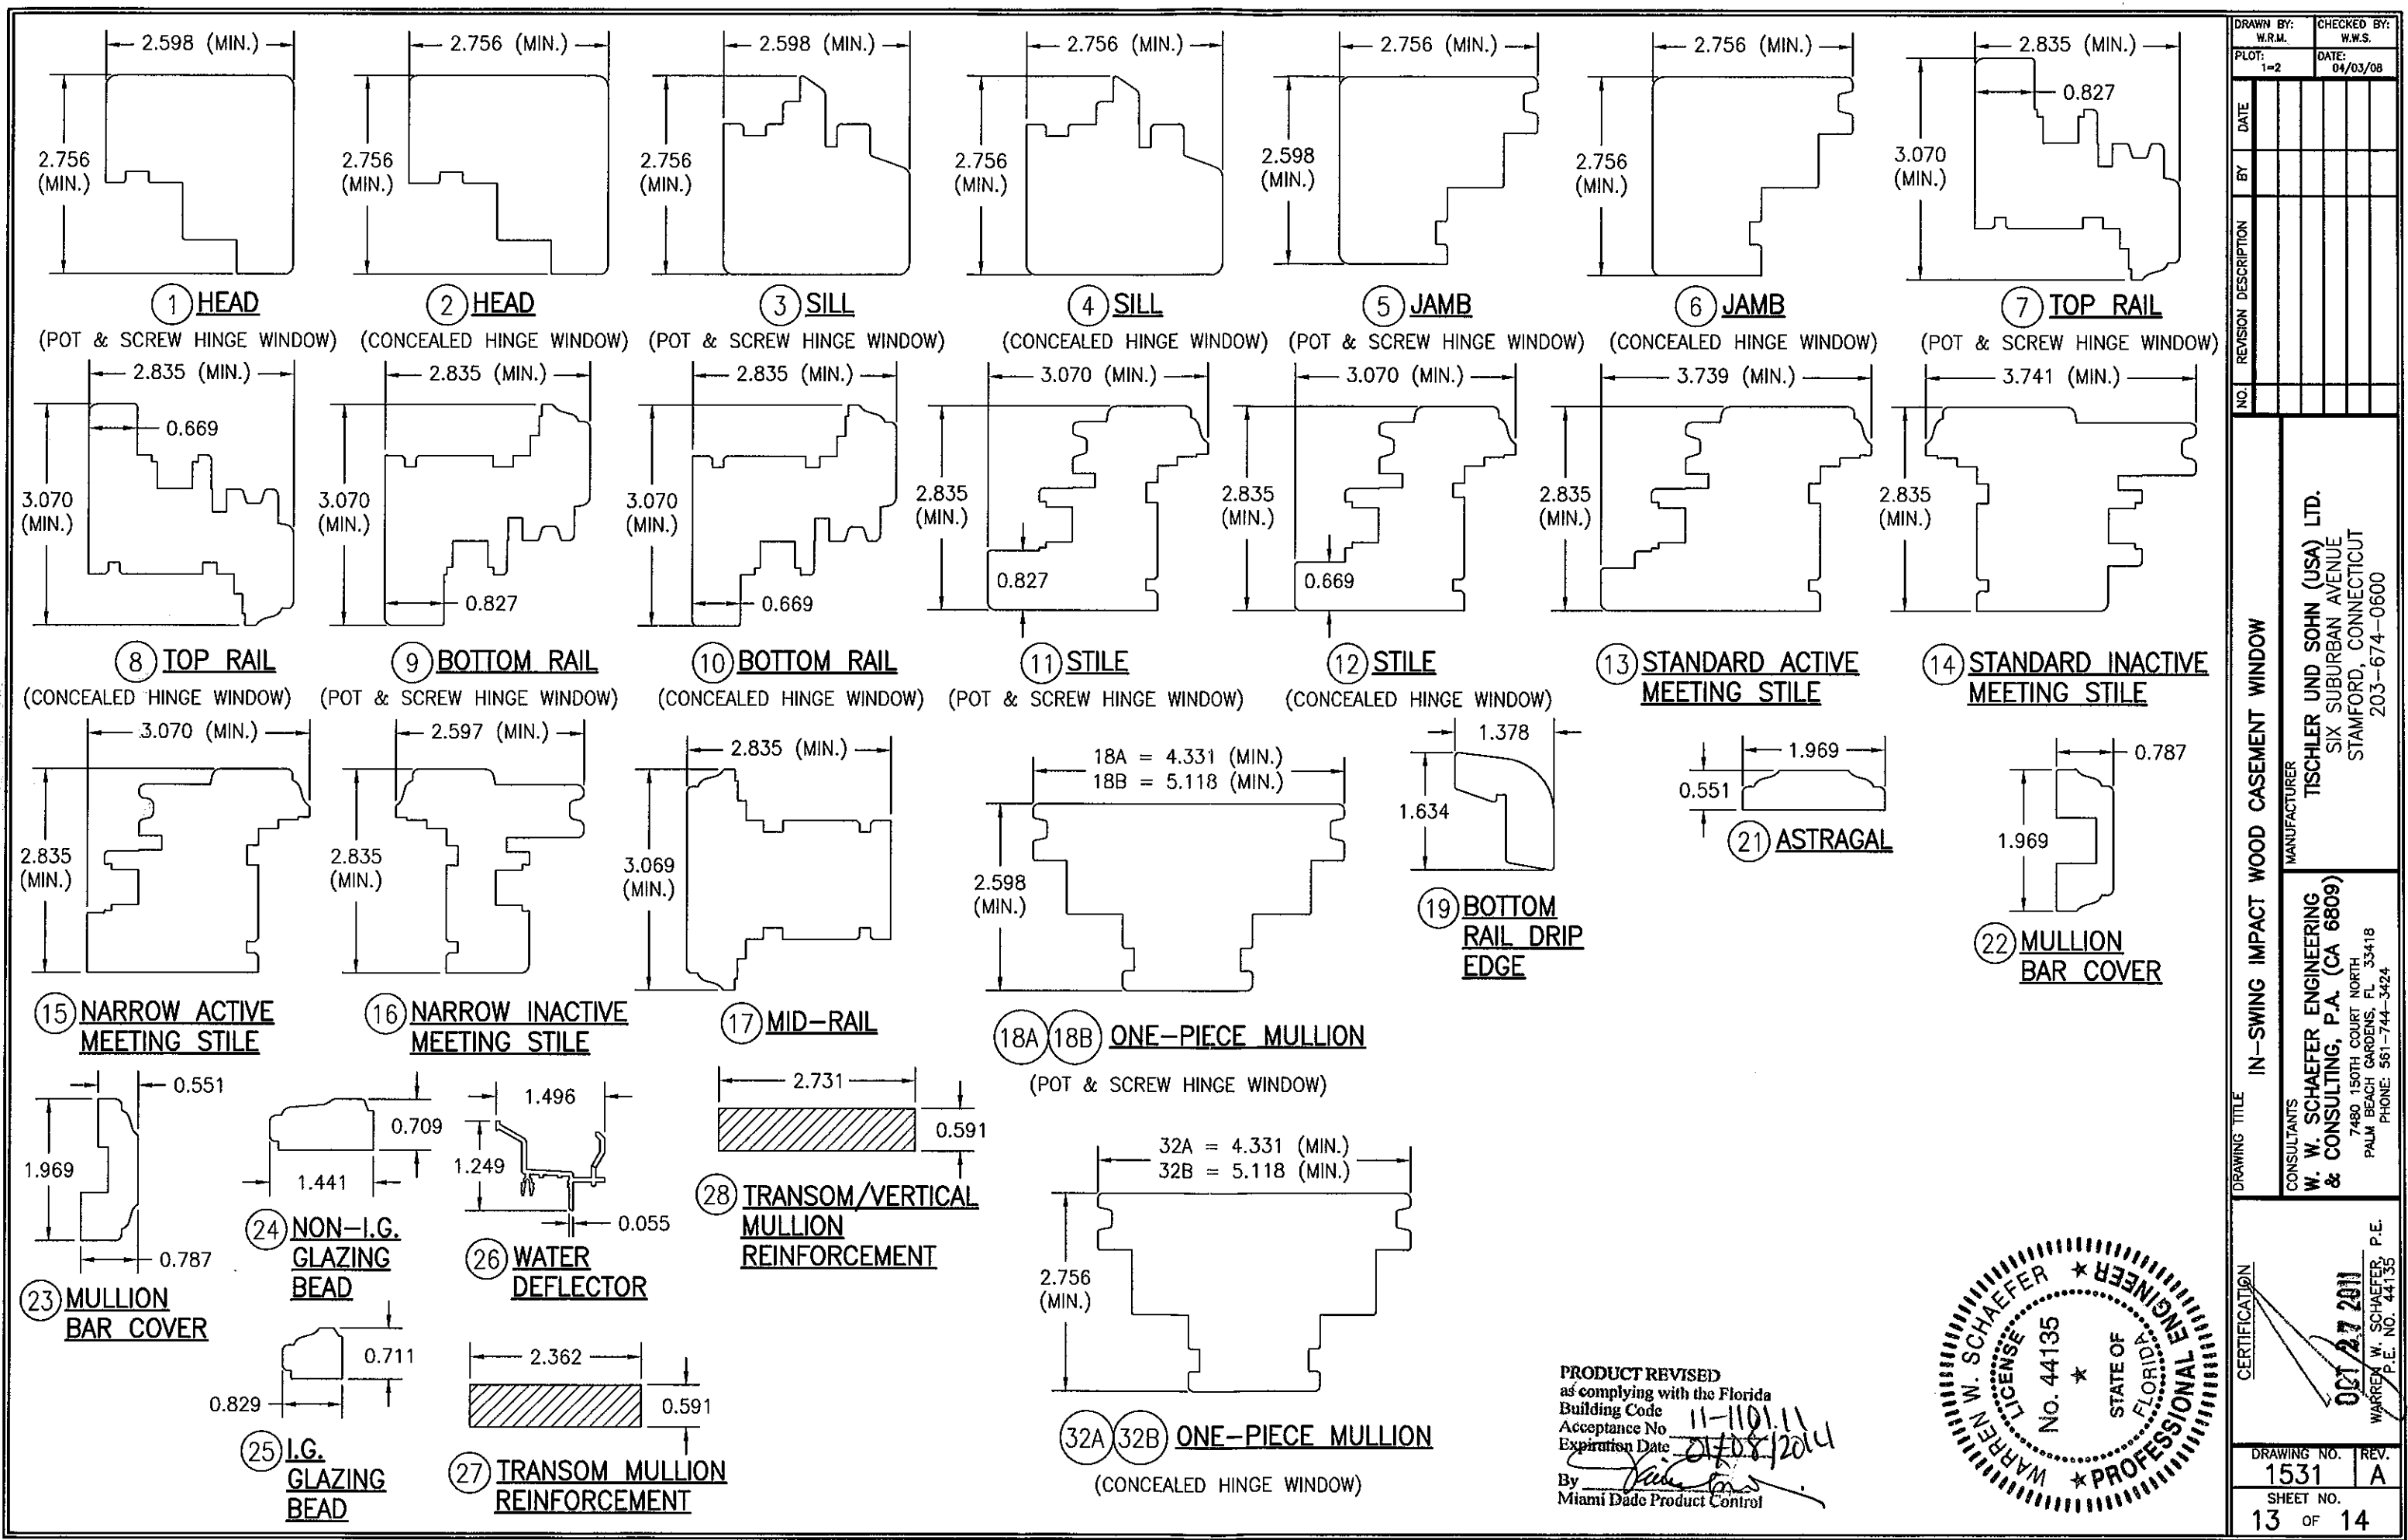 2.598 (MIN.)
2.756
(MIN.)
1 HEAD
(POT & SCREW HINGE WINDOW)
2.756 (MIN.)
2.756
(MIN.)
2 HEAD
(CONCEALED HINGE WINDOW)
2.598 (MIN.)
2.756
(MIN.)
3 SILL
(POT & SCREW HINGE WINDOW)
2.756 (MIN.)
2.756
(MIN.)
4 SILL
(CONCEALED HINGE WINDOW)
2.756 (MIN.)
2.598
(MIN.)
5 JAMB
(POT & SCREW HINGE WINDOW)
2.756 (MIN.)
2.756
(MIN.)
6 JAMB
(CONCEALED HINGE WINDOW)
2.835 (MIN.)
0.827
3.070
(MIN.)
7 TOP RAIL
(POT & SCREW HINGE WINDOW)
2.835 (MIN.)
0.669
3.070
(MIN.)
8 TOP RAIL
(CONCEALED HINGE WINDOW)
2.835 (MIN.)
3.070
(MIN.)
0.827
9 BOTTOM RAIL
(POT & SCREW HINGE WINDOW)
2.835 (MIN.)
3.070
(MIN.)
0.669
10 BOTTOM RAIL
(CONCEALED HINGE WINDOW)
3.070 (MIN.)
2.835
(MIN.)
0.827
11 STILE
(POT & SCREW HINGE WINDOW)
3.070 (MIN.)
2.835
(MIN.)
0.669
12 STILE
(CONCEALED HINGE WINDOW)
3.739 (MIN.)
2.835
(MIN.)
13 STANDARD ACTIVE
MEETING STILE
3.741 (MIN.)
2.835
(MIN.)
14 STANDARD INACTIVE
MEETING STILE
3.070 (MIN.)
2.835
(MIN.)
15 NARROW ACTIVE
MEETING STILE
2.597 (MIN.)
2.835
(MIN.)
16 NARROW INACTIVE
MEETING STILE
2.835 (MIN.)
3.069
(MIN.)
17 MID-RAIL
18A = 4.331 (MIN.)
18B = 5.118 (MIN.)
2.598
(MIN.)
18A 18B ONE-PIECE MULLION
(POT & SCREW HINGE WINDOW)
1.378
1.634
19 BOTTOM
RAIL DRIP
EDGE
1.969
0.551
21 ASTRAGAL
0.787
1.969
22 MULLION
BAR COVER
0.551
1.969
0.787
23 MULLION
BAR COVER
0.709
1.441
24 NON-I.G.
GLAZING
BEAD
0.711
0.829
25 I.G.
GLAZING
BEAD
1.496
1.249
0.055
26 WATER
DEFLECTOR
2.362
0.591
27 TRANSOM MULLION
REINFORCEMENT
2.731
0.591
28 TRANSOM/VERTICAL
MULLION
REINFORCEMENT
32A = 4.331 (MIN.)
32B = 5.118 (MIN.)
2.756
(MIN.)
32A 32B ONE-PIECE MULLION
(CONCEALED HINGE WINDOW)
PRODUCT REVISED
as complying with the Florida
Building Code
Acceptance No 11-1101.11
Expiration Date 01/08/2014
By
Miami Dade Product Control
WARREN W. SCHAEFER
★ PROFESSIONAL ENGINEER ★
LICENSE
No. 44135
★
STATE OF
FLORIDA
DRAWN BY:
W.R.M.
CHECKED BY:
W.W.S.
PLOT:
1=2
DATE:
04/03/08
NO. REVISION DESCRIPTION BY DATE
DRAWING TITLE
IN-SWING IMPACT WOOD CASEMENT WINDOW
MANUFACTURER
TISCHLER UND SOHN (USA) LTD.
SIX SUBURBAN AVENUE
STAMFORD, CONNECTICUT
203-674-0600
CONSULTANTS
W. W. SCHAEFER ENGINEERING
& CONSULTING, P.A. (CA 6809)
7480 150TH COURT NORTH
PALM BEACH GARDENS, FL 33418
PHONE: 561-744-3424
CERTIFICATION
OCT 27 2011
WARREN W. SCHAEFER, P.E.
P.E. NO. 44135
DRAWING NO.
1531
REV.
A
SHEET NO.
13 OF 14